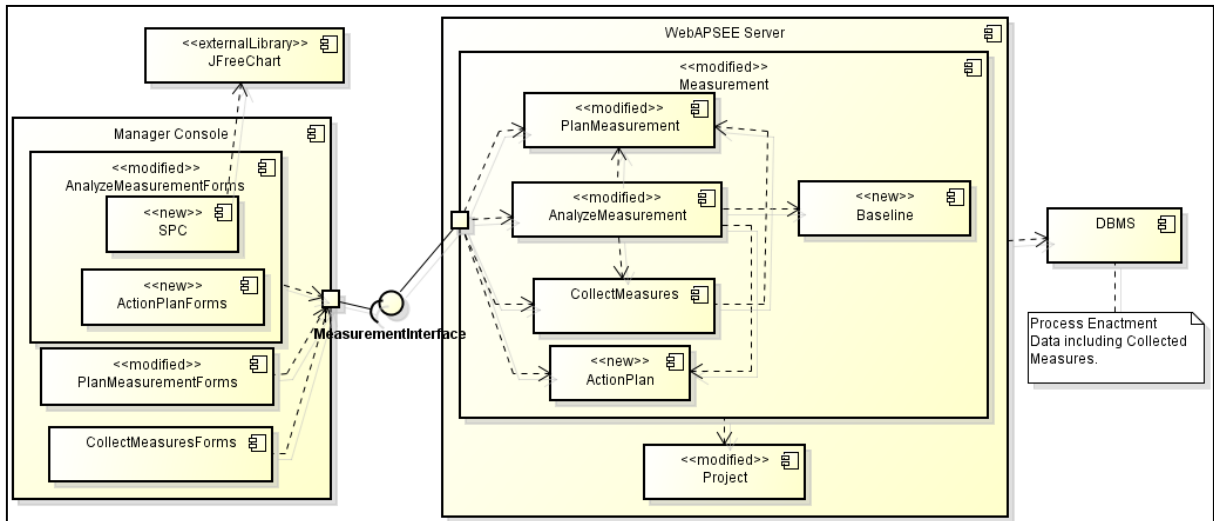 <<externalLibrary>>
JFreeChart
Manager Console
<<modified>>
AnalyzeMeasurementForms
<<new>>
SPC
<<new>>
ActionPlanForms
<<modified>>
PlanMeasurementForms
CollectMeasuresForms
MeasurementInterface
WebAPSEE Server
<<modified>>
Measurement
<<modified>>
PlanMeasurement
<<modified>>
AnalyzeMeasurement
<<new>>
Baseline
CollectMeasures
<<new>>
ActionPlan
<<modified>>
Project
DBMS
Process Enactment
Data including Collected
Measures.